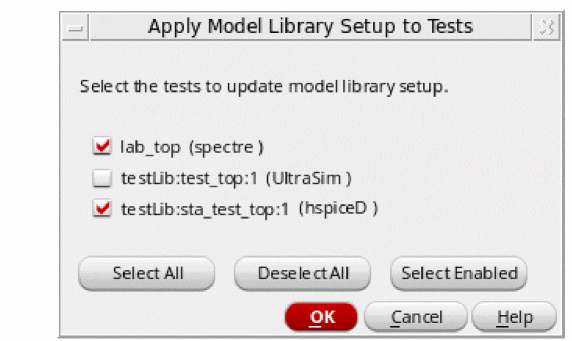 Apply Model Library Setup to Tests
Select the tests to update model library setup.
lab_top (spectre )
testLib:test_top:1 (UltraSim )
testLib:sta_test_top:1 (hspiceD )
Select All Deselect All Select Enabled
OK Cancel Help